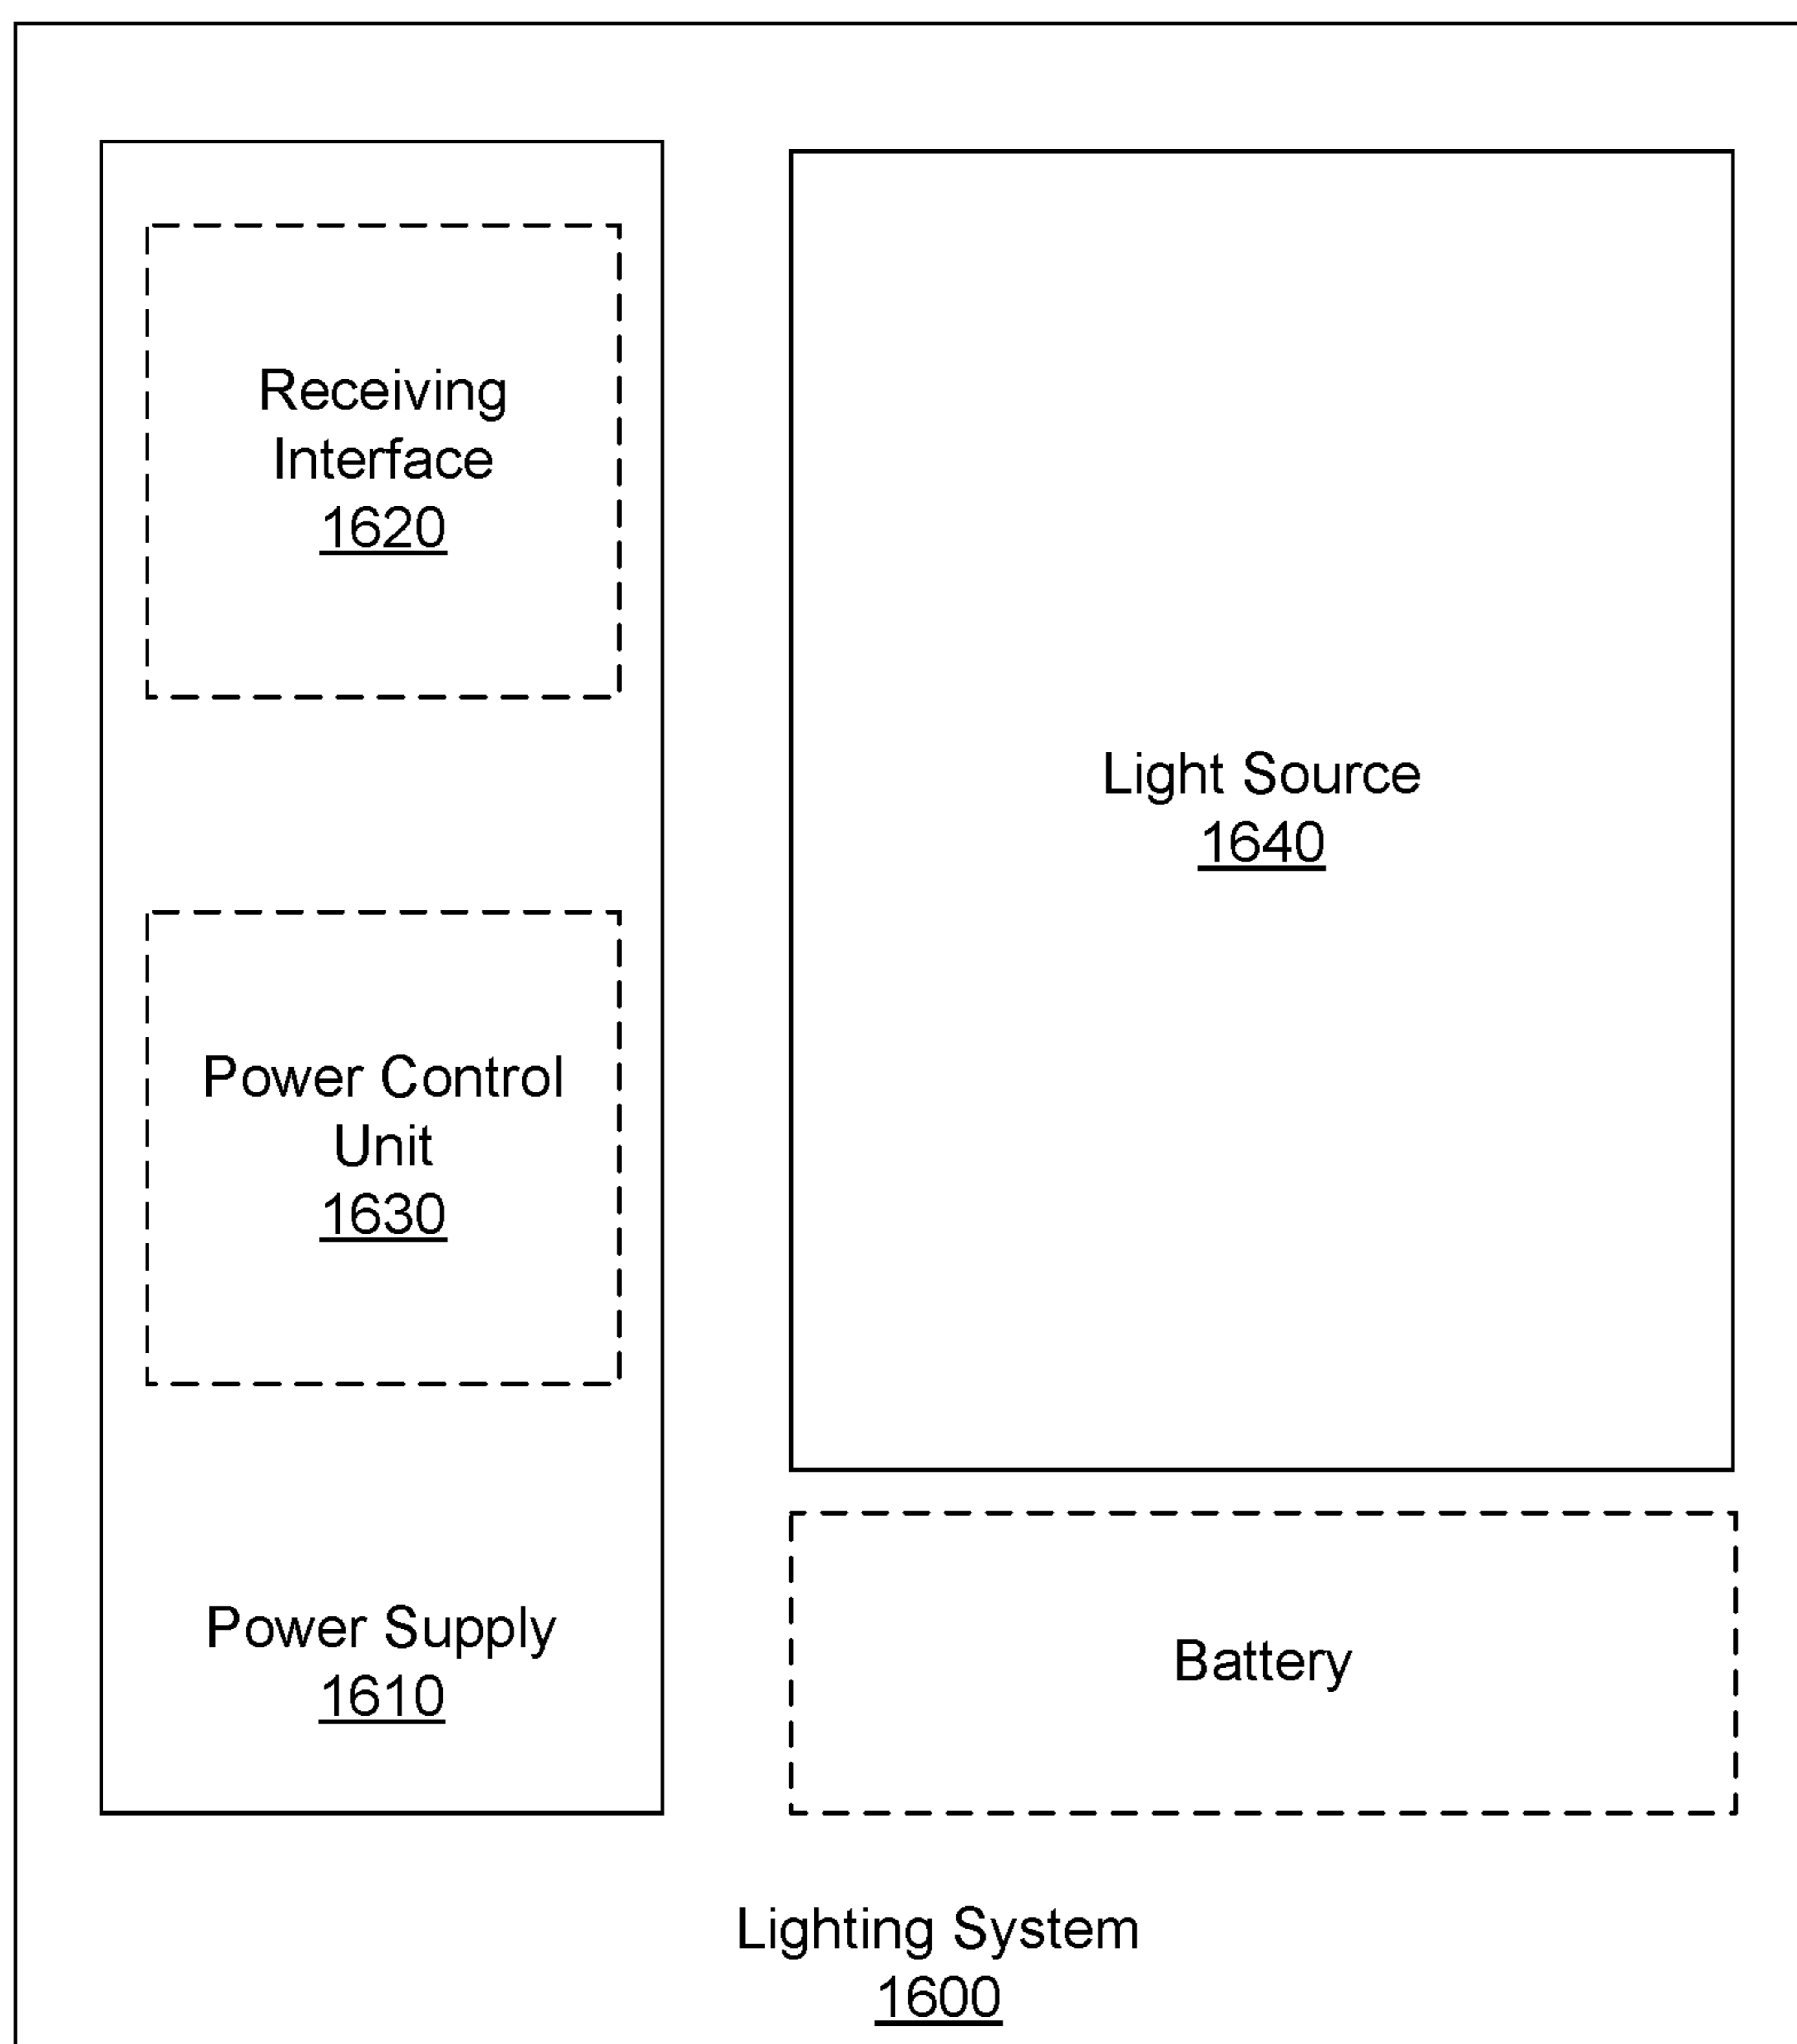 Receiving
Interface
1620
Power Control
Unit
1630
Power Supply
1610
Light Source
1640
Battery
Lighting System
1600